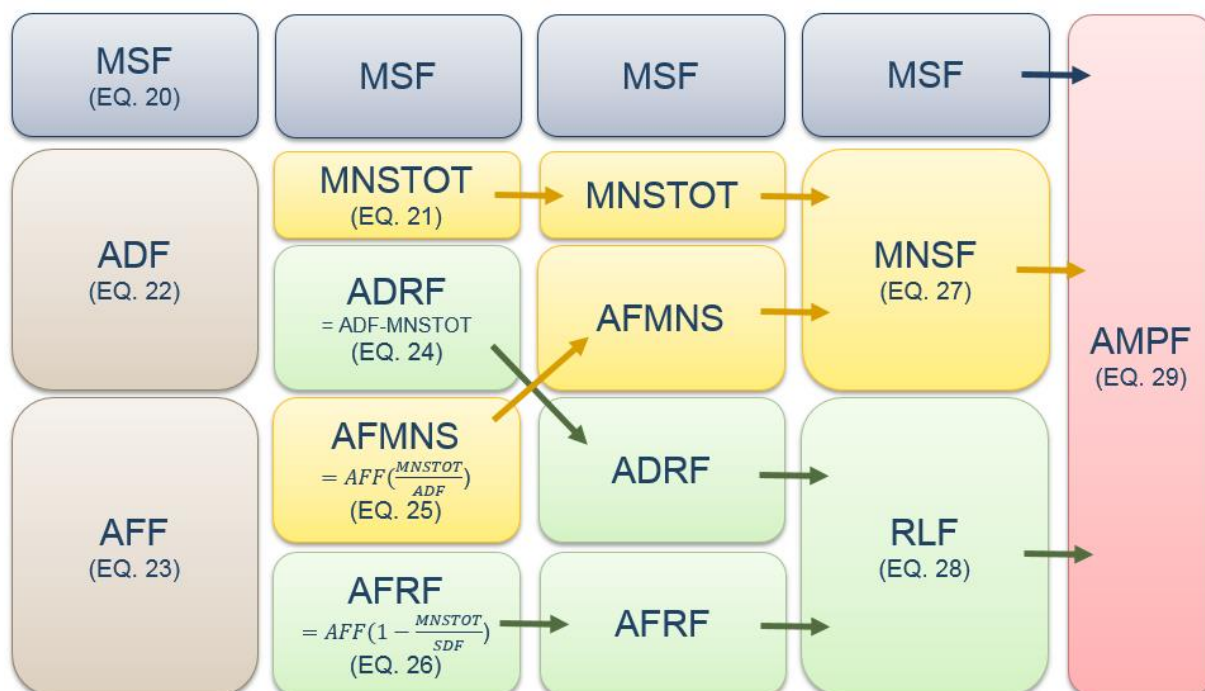 MSF
(EQ. 20)
ADF
(EQ. 22)
AFF
(EQ. 23)
MSF
MNSTOT
(EQ. 21)
ADRF
= ADF-MNSTOT
(EQ. 24)
AFMNS
= AFF(MNSTOT/ADF)
(EQ. 25)
AFRF
= AFF(1 − MNSTOT/SDF)
(EQ. 26)
MSF
MNSTOT
AFMNS
ADRF
AFRF
MSF
MNSF
(EQ. 27)
RLF
(EQ. 28)
AMPF
(EQ. 29)